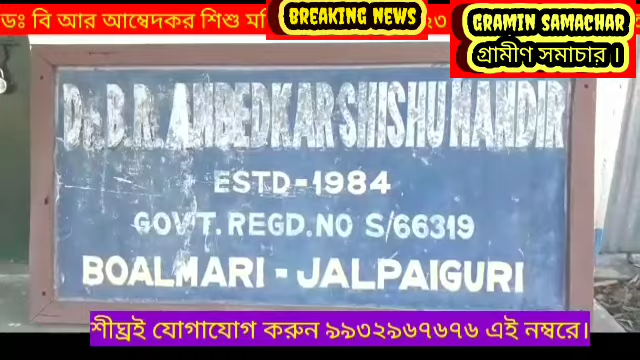 ডঃ বি আর আম্বেদকর শিশু
BREAKING NEWS
GRAMIN SAMACHAR
গ্রামীণ সমাচার ।
Dr. B.R. AMBEDKAR SHISHU MANDIR
ESTD-1984
GOVT. REGD. NO S/66319
BOALMARI - JALPAIGURI
শীঘ্রই যোগাযোগ করুন ৯৯৩২৯৬৭৬৭৬ এই নম্বরে।